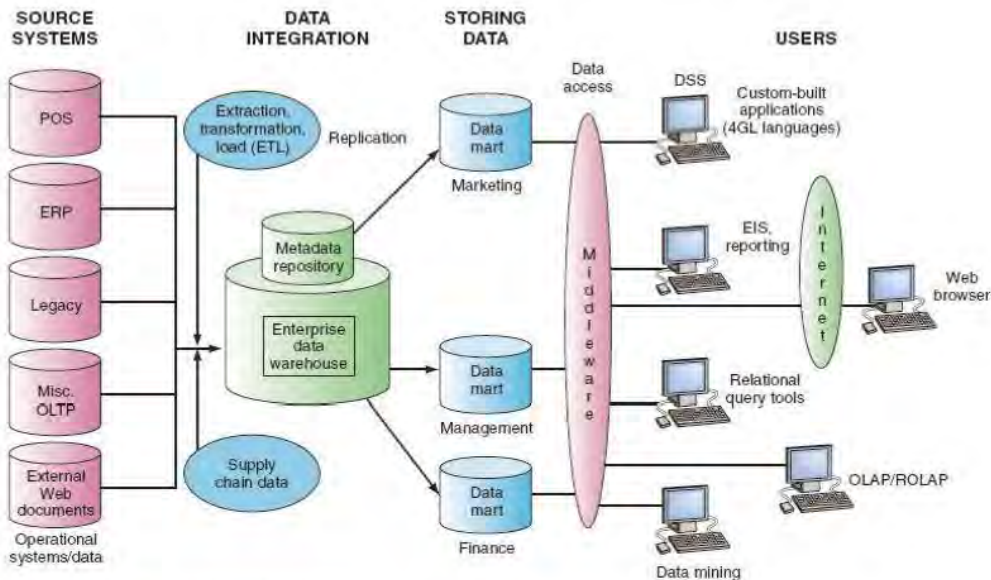 SOURCE
SYSTEMS
DATA
INTEGRATION
STORING
DATA
USERS
POS
ERP
Legacy
Misc.
OLTP
External
Web
documents
Operational
systems/data
Extraction,
transformation,
load (ETL)
Replication
Metadata
repository
Enterprise
data
warehouse
Supply
chain data
Data
mart
Marketing
Data
mart
Management
Data
mart
Finance
Data
access
Middleware
DSS
Custom-built
applications
(4GL languages)
EIS,
reporting
Internet
Web
browser
Relational
query tools
OLAP/ROLAP
Data mining